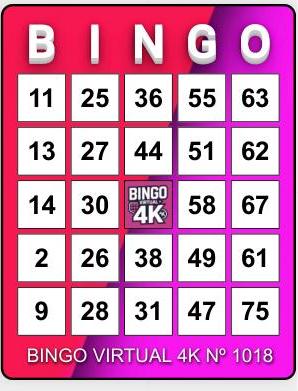 B I N G O
11 25 36 55 63
13 27 44 51 62
14 30 BINGO VIRTUAL 4K 58 67
2 26 38 49 61
9 28 31 47 75
BINGO VIRTUAL 4K Nº 1018